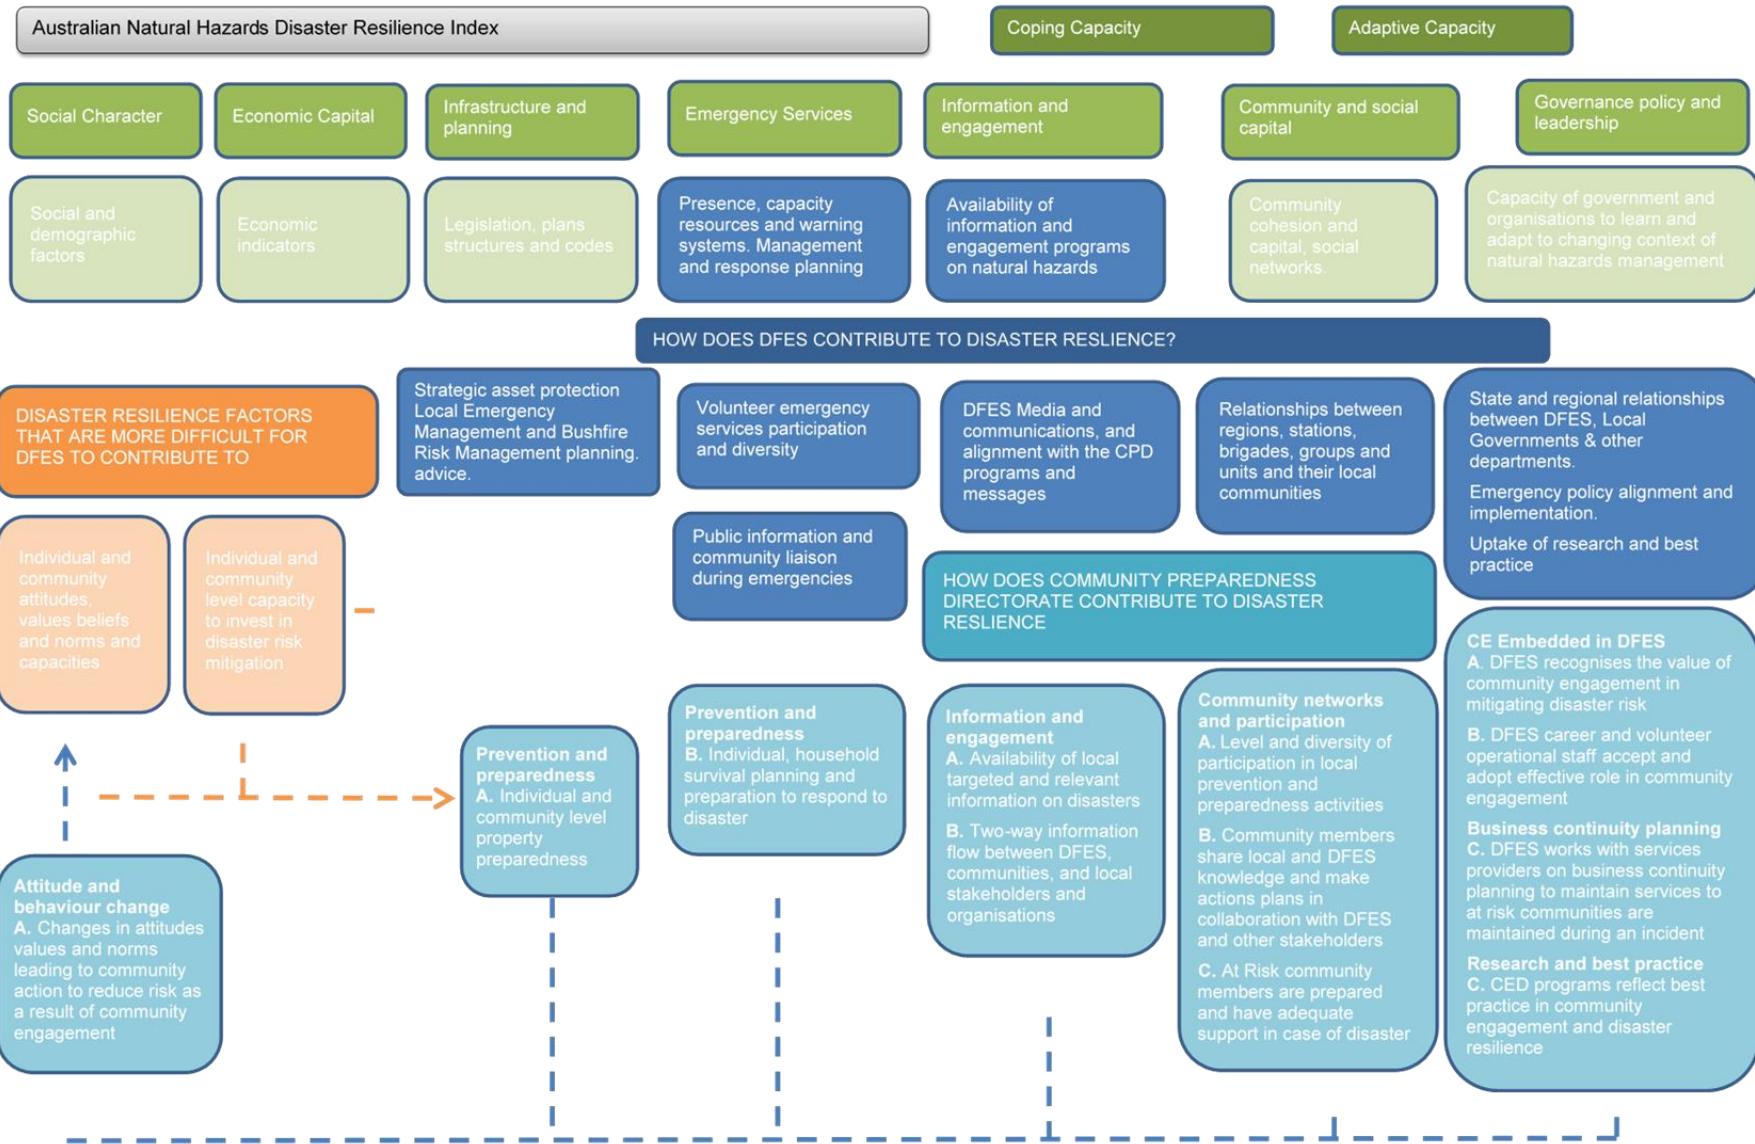 Australian Natural Hazards Disaster Resilience Index
Coping Capacity
Adaptive Capacity
Social Character
Economic Capital
Infrastructure and
planning
Emergency Services
Information and
engagement
Community and social
capital
Governance policy and
leadership
Social and
demographic
factors
Economic
indicators
Legislation, plans
structures and codes
Presence, capacity
resources and warning
systems. Management
and response planning
Availability of
information and
engagement programs
on natural hazards
Community
cohesion and
capital, social
networks.
Capacity of government and
organisations to learn and
adapt to changing context of
natural hazards management
HOW DOES DFES CONTRIBUTE TO DISASTER RESLIENCE?
DISASTER RESILIENCE FACTORS
THAT ARE MORE DIFFICULT FOR
DFES TO CONTRIBUTE TO
Strategic asset protection
Local Emergency
Management and Bushfire
Risk Management planning.
advice.
Volunteer emergency
services participation
and diversity
DFES Media and
communications, and
alignment with the CPD
programs and
messages
Relationships between
regions, stations,
brigades, groups and
units and their local
communities
State and regional relationships
between DFES, Local
Governments & other
departments.
Emergency policy alignment and
implementation.
Uptake of research and best
practice
Individual and
community
attitudes,
values beliefs
and norms and
capacities
Individual and
community
level capacity
to invest in
disaster risk
mitigation
Public information and
community liaison
during emergencies
HOW DOES COMMUNITY PREPAREDNESS
DIRECTORATE CONTRIBUTE TO DISASTER
RESLIENCE
Attitude and
behaviour change
A. Changes in attitudes
values and norms
leading to community
action to reduce risk as
a result of community
engagement
Prevention and
preparedness
A. Individual and
community level
property
preparedness
Prevention and
preparedness
B. Individual, household
survival planning and
preparation to respond to
disaster
Information and
engagement
A. Availability of local
targeted and relevant
information on disasters
B. Two-way information
flow between DFES,
communities, and local
stakeholders and
organisations
Community networks
and participation
A. Level and diversity of
participation in local
prevention and
preparedness activities
B. Community members
share local and DFES
knowledge and make
actions plans in
collaboration with DFES
and other stakeholders
C. At Risk community
members are prepared
and have adequate
support in case of disaster
CE Embedded in DFES
A. DFES recognises the value of
community engagement in
mitigating disaster risk
B. DFES career and volunteer
operational staff accept and
adopt effective role in community
engagement
Business continuity planning
C. DFES works with services
providers on business continuity
planning to maintain services to
at risk communities are
maintained during an incident
Research and best practice
C. CED programs reflect best
practice in community
engagement and disaster
resilience